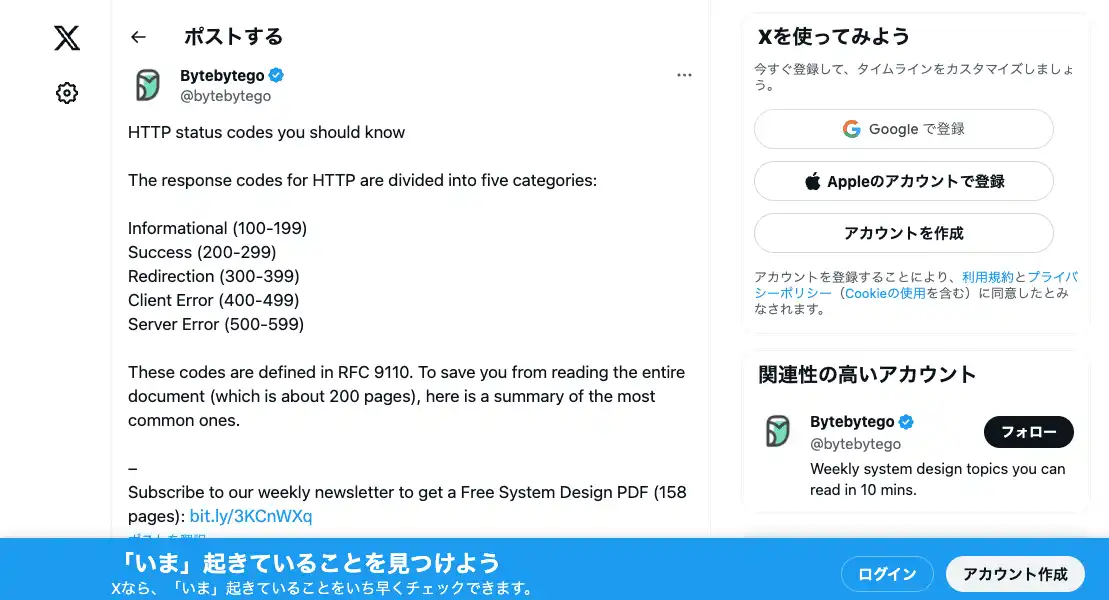 ポストする
Bytebytego
@bytebytego
HTTP status codes you should know
The response codes for HTTP are divided into five categories:
Informational (100-199)
Success (200-299)
Redirection (300-399)
Client Error (400-499)
Server Error (500-599)
These codes are defined in RFC 9110. To save you from reading the entire
document (which is about 200 pages), here is a summary of the most
common ones.
–
Subscribe to our weekly newsletter to get a Free System Design PDF (158
pages): bit.ly/3KCnWXq
Xを使ってみよう
今すぐ登録して、タイムラインをカスタマイズしましょ
う。
Google で登録
Appleのアカウントで登録
アカウントを作成
アカウントを登録することにより、利用規約とプライバ
シーポリシー（Cookieの使用を含む）に同意したとみ
なされます。
関連性の高いアカウント
Bytebytego
@bytebytego
フォロー
Weekly system design topics you can
read in 10 mins.
「いま」起きていることを見つけよう
Xなら、「いま」起きていることをいち早くチェックできます。
ログイン
アカウント作成